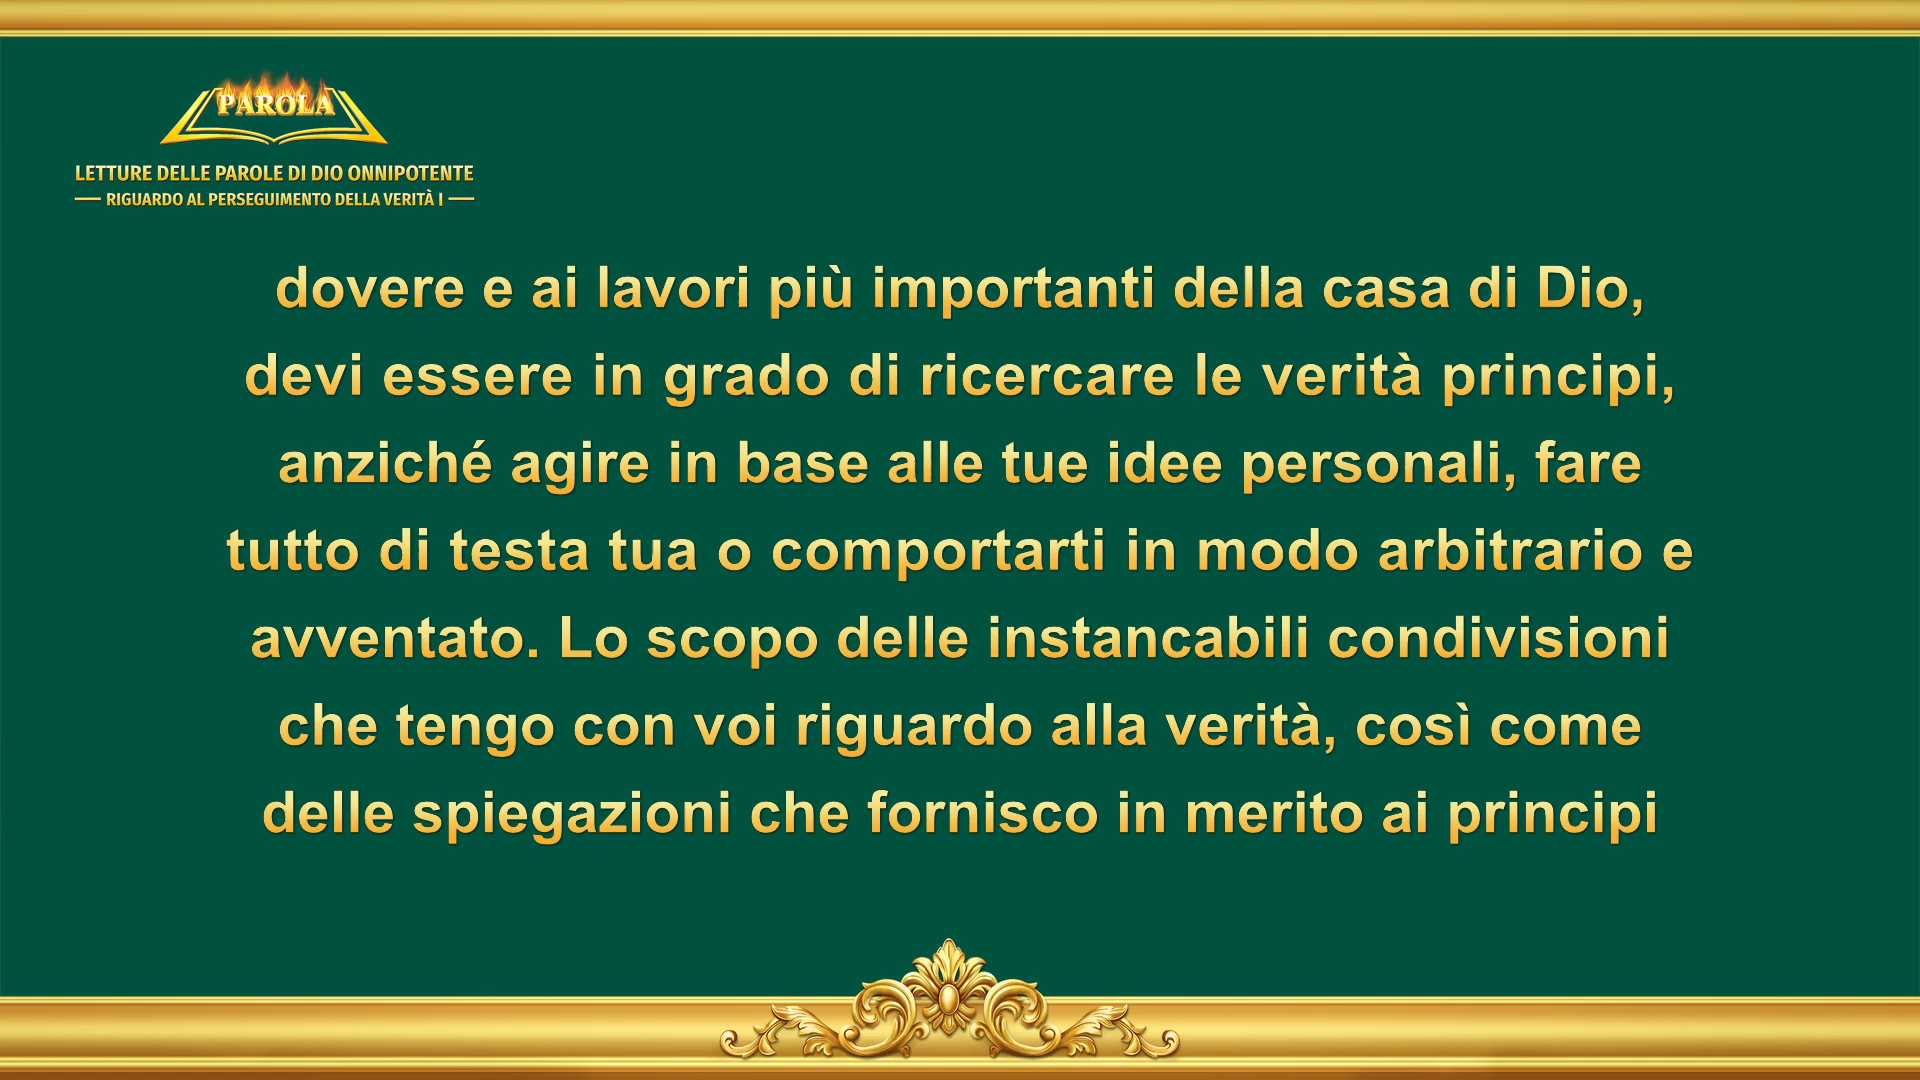 PAROLA
LETTURE DELLE PAROLE DI DIO ONNIPOTENTE
RIGUARDO AL PERSEGUIMENTO DELLA VERITÀ I
dovere e ai lavori più importanti della casa di Dio,
devi essere in grado di ricercare le verità principi,
anziché agire in base alle tue idee personali, fare
tutto di testa tua o comportarti in modo arbitrario e
avventato. Lo scopo delle instancabili condivisioni
che tengo con voi riguardo alla verità, così come
delle spiegazioni che fornisco in merito ai principi